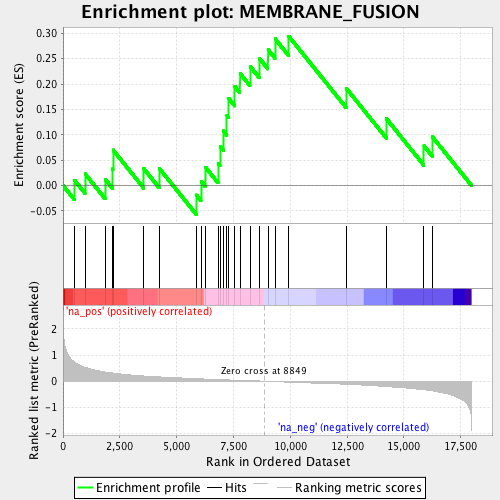 Enrichment plot: MEMBRANE_FUSION
Enrichment score (ES)
0.30
0.25
0.20
0.15
0.10
0.05
0.00
-0.05
'na_pos' (positively correlated)
Ranked list metric (PreRanked)
2
1
0
-1
-2
Zero cross at 8849
'na_neg' (negatively correlated)
0 2,500 5,000 7,500 10,000 12,500 15,000 17,500
Rank in Ordered Dataset
Enrichment profile Hits Ranking metric scores